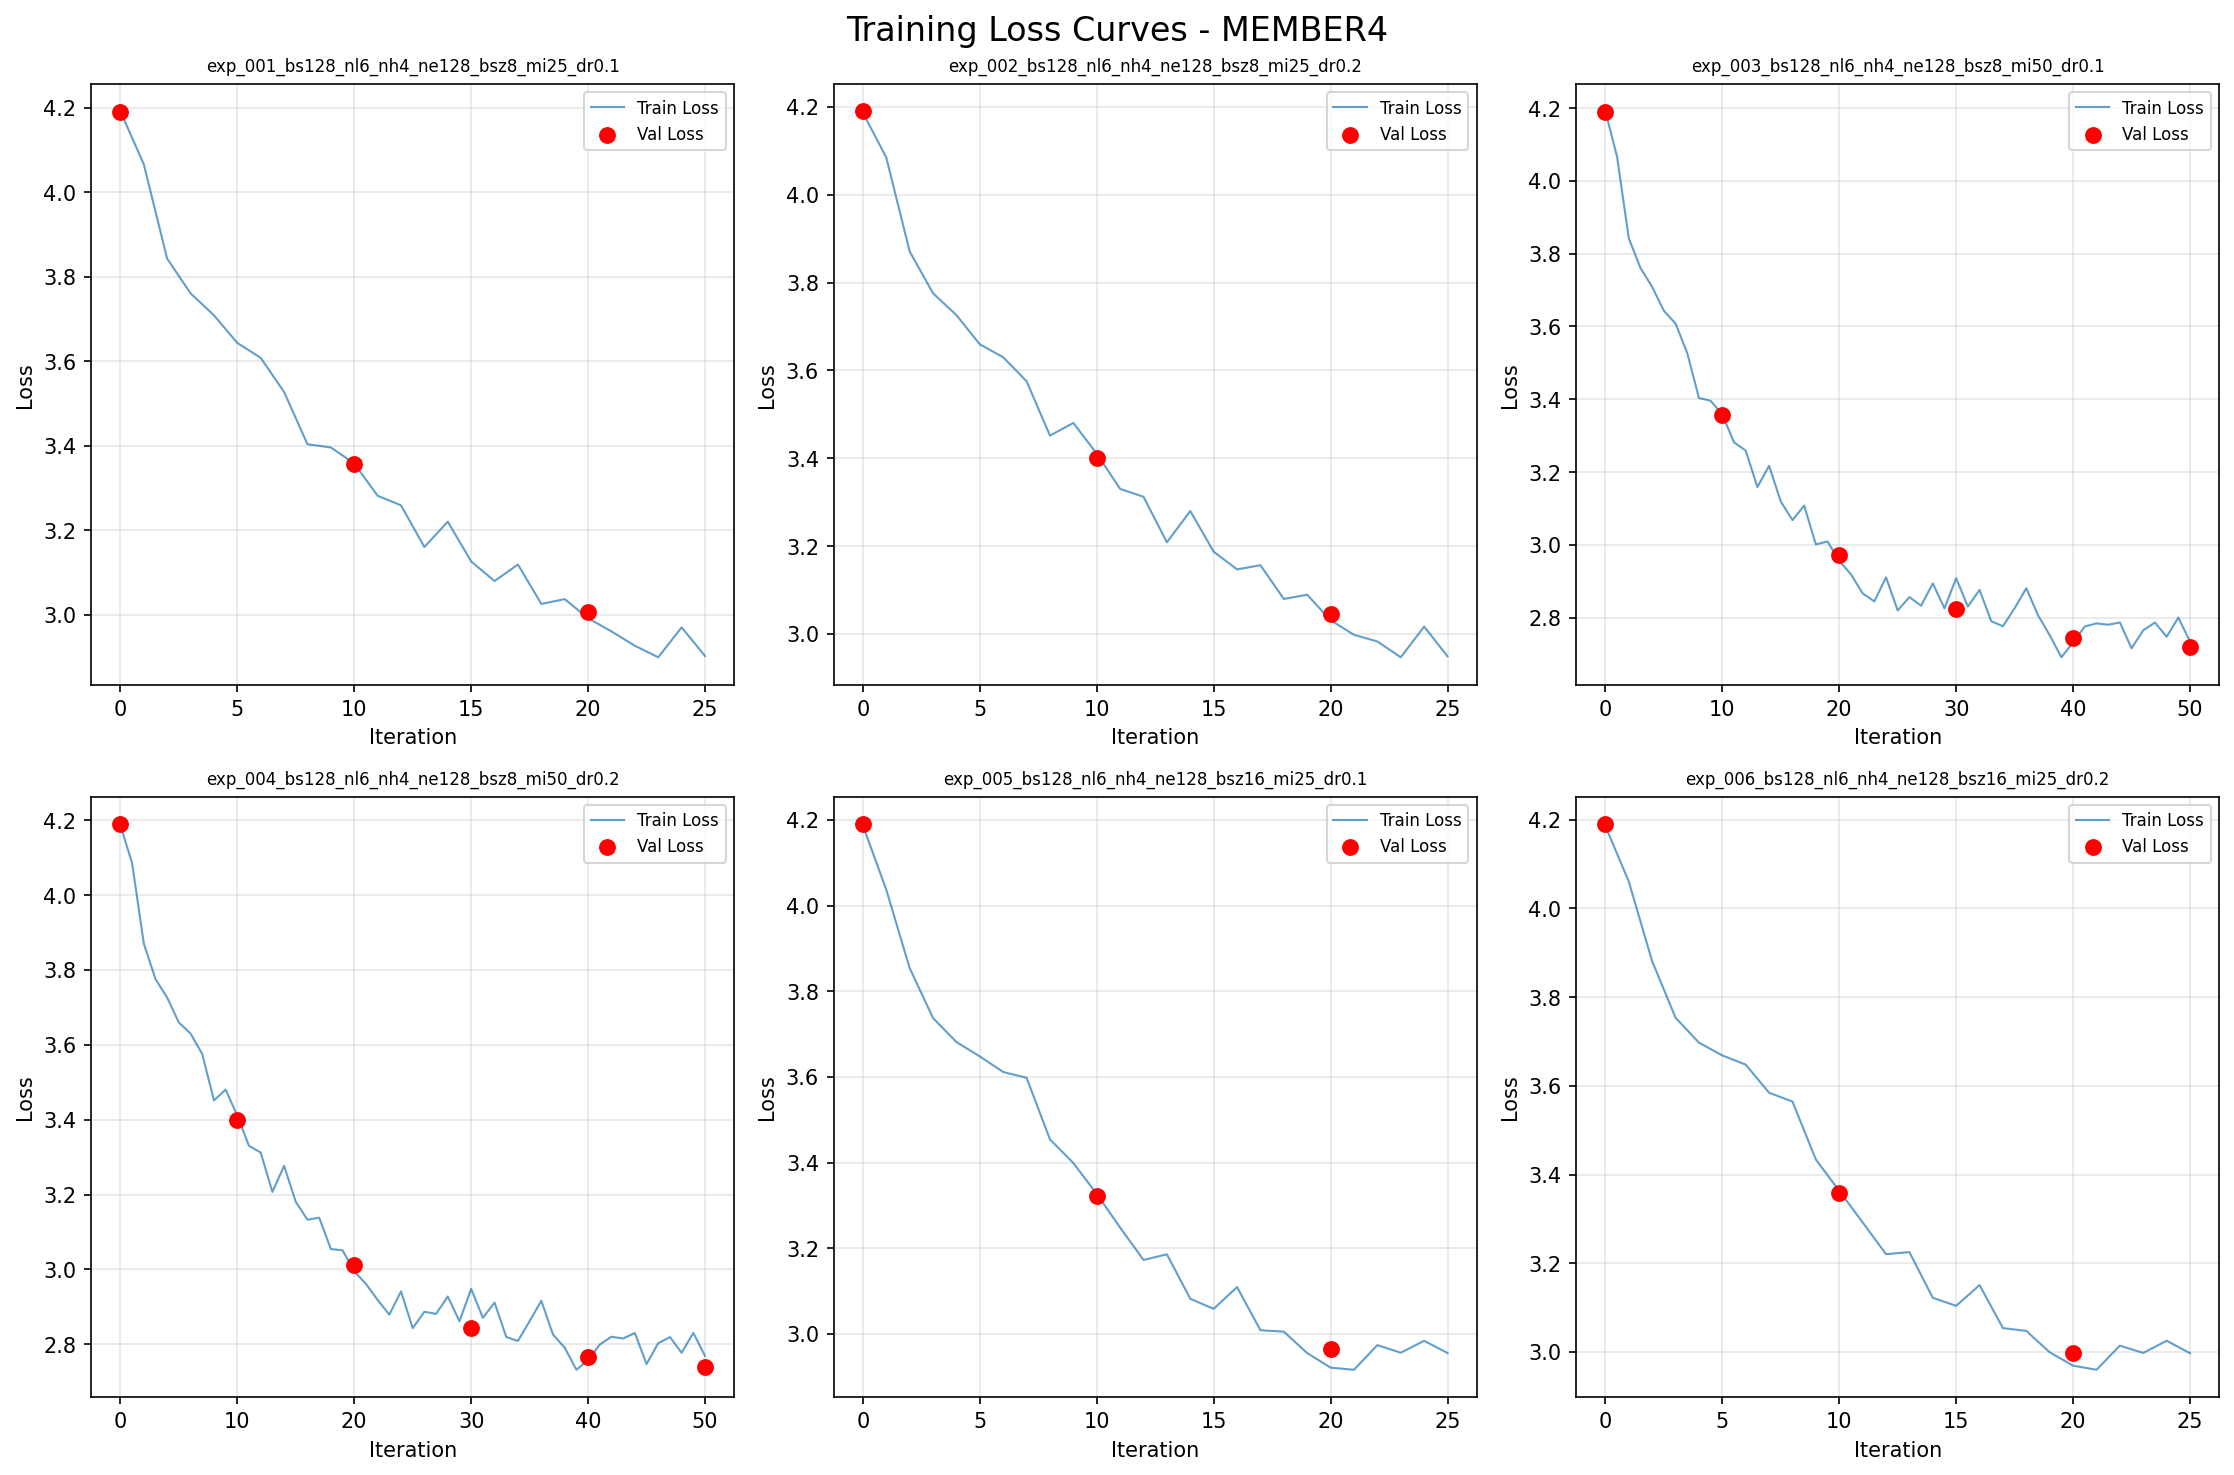 Training Loss Curves - MEMBER4
exp_001_bs128_nl6_nh4_ne128_bsz8_mi25_dr0.1
4.2
4.0
3.8
3.6
3.4
3.2
3.0
Loss
0 5 10 15 20 25
Iteration
Train Loss
Val Loss
exp_002_bs128_nl6_nh4_ne128_bsz8_mi25_dr0.2
4.2
4.0
3.8
3.6
3.4
3.2
3.0
Loss
0 5 10 15 20 25
Iteration
Train Loss
Val Loss
exp_003_bs128_nl6_nh4_ne128_bsz8_mi50_dr0.1
4.2
4.0
3.8
3.6
3.4
3.2
3.0
2.8
Loss
0 10 20 30 40 50
Iteration
Train Loss
Val Loss
exp_004_bs128_nl6_nh4_ne128_bsz8_mi50_dr0.2
4.2
4.0
3.8
3.6
3.4
3.2
3.0
2.8
Loss
0 10 20 30 40 50
Iteration
Train Loss
Val Loss
exp_005_bs128_nl6_nh4_ne128_bsz16_mi25_dr0.1
4.2
4.0
3.8
3.6
3.4
3.2
3.0
Loss
0 5 10 15 20 25
Iteration
Train Loss
Val Loss
exp_006_bs128_nl6_nh4_ne128_bsz16_mi25_dr0.2
4.2
4.0
3.8
3.6
3.4
3.2
3.0
Loss
0 5 10 15 20 25
Iteration
Train Loss
Val Loss